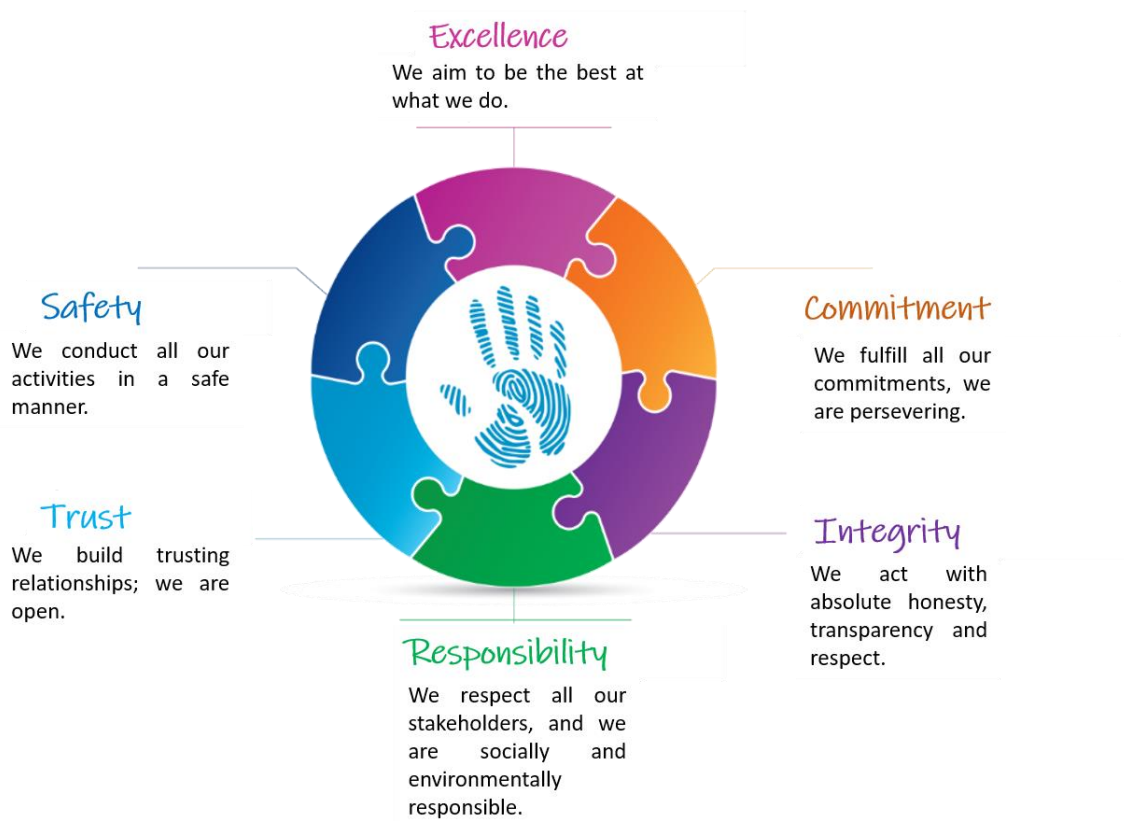 Excellence
We aim to be the best at
what we do.
Safety
We conduct all our
activities in a safe
manner.
Commitment
We fulfill all our
commitments, we
are persevering.
Trust
We build trusting
relationships; we are
open.
Integrity
We act with
absolute honesty,
transparency and
respect.
Responsibility
We respect all our
stakeholders, and we
are socially and
environmentally
responsible.